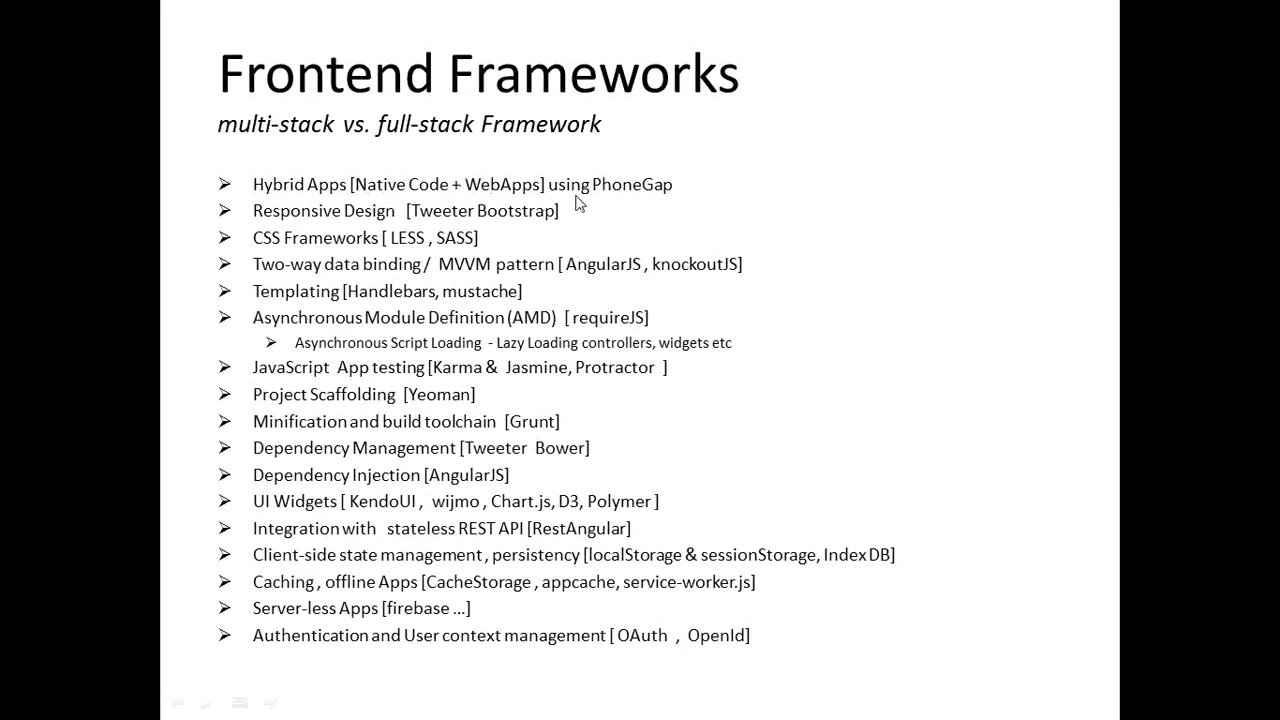 Frontend Frameworks
multi-stack vs. full-stack Framework
Hybrid Apps [Native Code + WebApps] using PhoneGap
Responsive Design [Tweeter Bootstrap]
CSS Frameworks [ LESS , SASS]
Two-way data binding / MVVM pattern [ AngularJS , knockoutJS]
Templating [Handlebars, mustache]
Asynchronous Module Definition (AMD) [ requireJS]
Asynchronous Script Loading - Lazy Loading controllers, widgets etc
JavaScript App testing [Karma & Jasmine, Protractor ]
Project Scaffolding [Yeoman]
Minification and build toolchain [Grunt]
Dependency Management [Tweeter Bower]
Dependency Injection [AngularJS]
UI Widgets [ KendoUI , wijmo , Chart.js, D3, Polymer ]
Integration with stateless REST API [RestAngular]
Client-side state management , persistency [localStorage & sessionStorage, Index DB]
Caching , offline Apps [CacheStorage , appcache, service-worker.js]
Server-less Apps [firebase ...]
Authentication and User context management [ OAuth , OpenId]